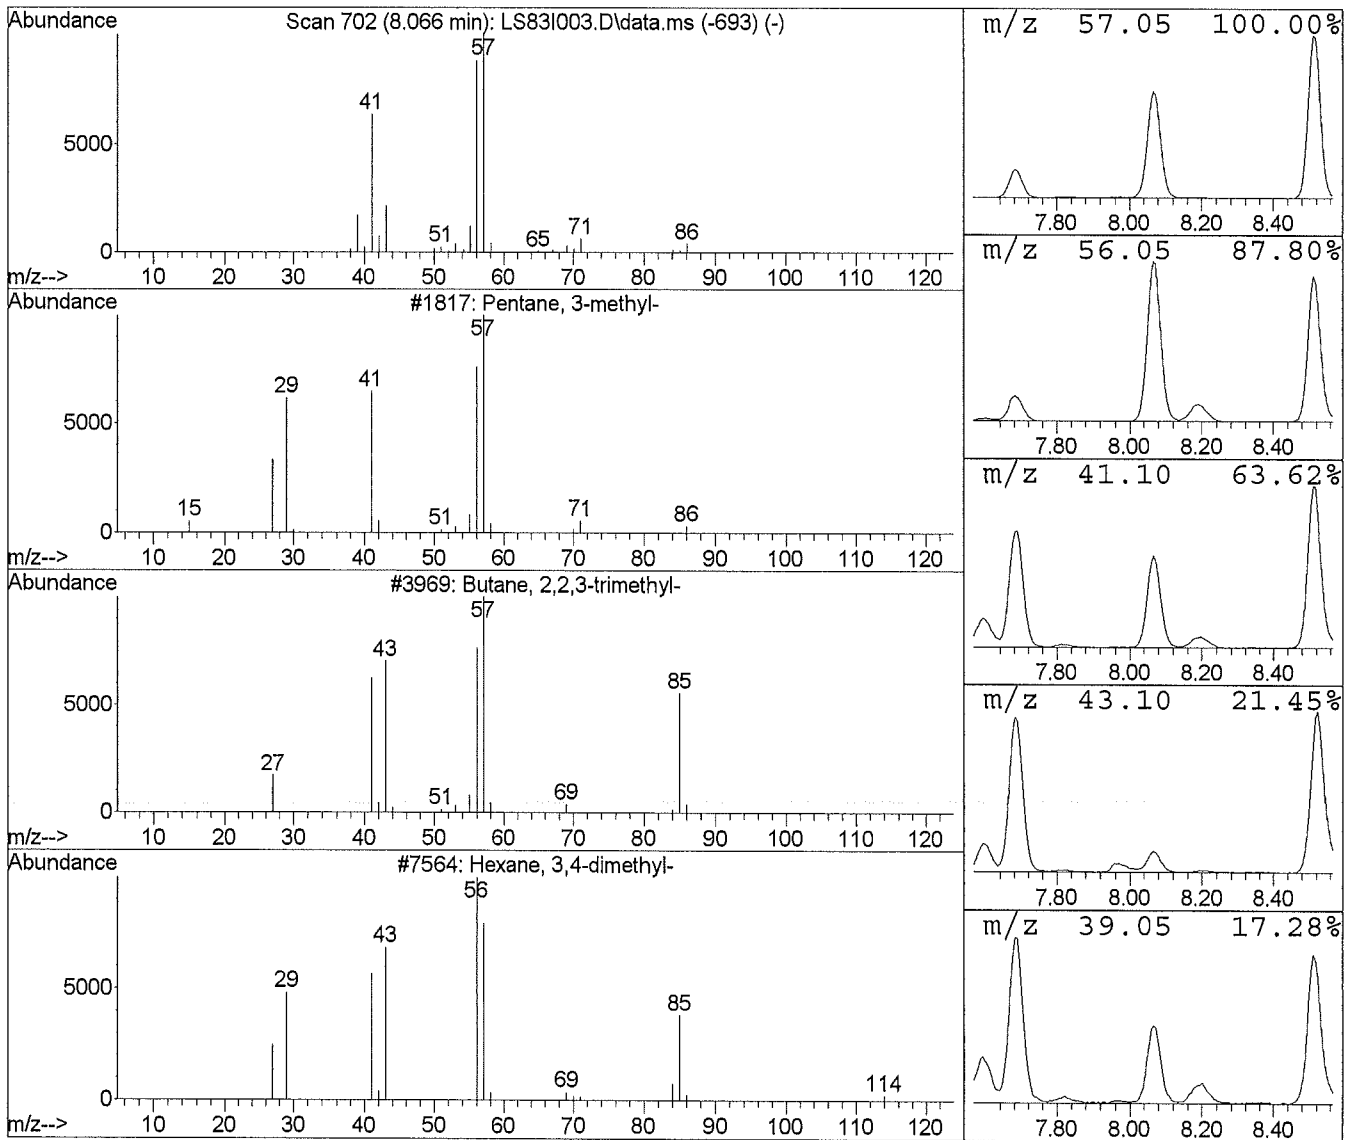 Abundance
Scan 702 (8.066 min): LS83I003.D\data.ms (-693) (-)
57
41
5000
51
65
71
86
0
m/z-->
10 20 30 40 50 60 70 80 90 100 110 120
Abundance
#1817: Pentane, 3-methyl-
57
29
41
5000
15
51
71
86
0
m/z-->
10 20 30 40 50 60 70 80 90 100 110 120
Abundance
#3969: Butane, 2,2,3-trimethyl-
57
43
85
5000
27
51
69
0
m/z-->
10 20 30 40 50 60 70 80 90 100 110 120
Abundance
#7564: Hexane, 3,4-dimethyl-
56
43
29
5000
85
69
114
0
m/z-->
10 20 30 40 50 60 70 80 90 100 110 120
m/z 57.05 100.00%
7.80 8.00 8.20 8.40
m/z 56.05 87.80%
7.80 8.00 8.20 8.40
m/z 41.10 63.62%
7.80 8.00 8.20 8.40
m/z 43.10 21.45%
7.80 8.00 8.20 8.40
m/z 39.05 17.28%
7.80 8.00 8.20 8.40